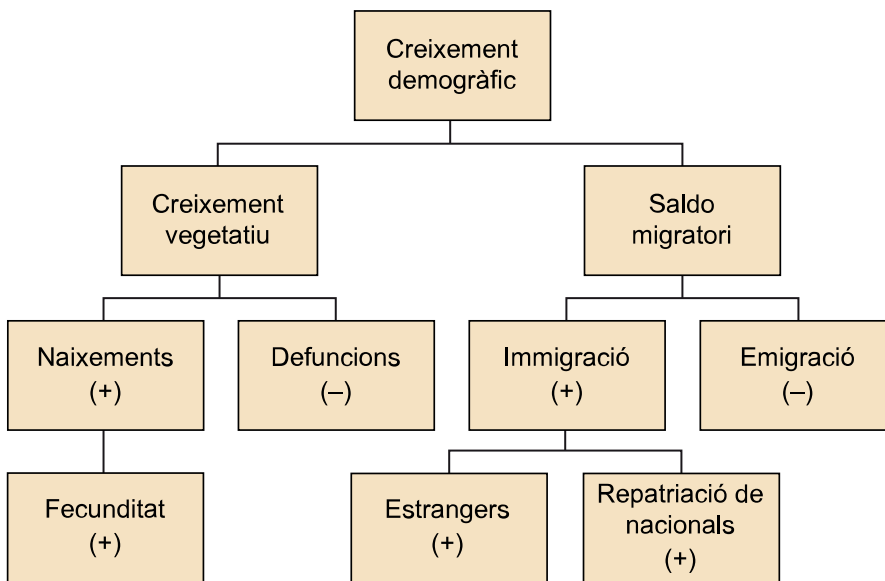 Creixement
demogràfic
Creixement
vegetatiu
Saldo
migratori
Naixements
(+)
Defuncions
(–)
Immigració
(+)
Emigració
(–)
Fecunditat
(+)
Estrangers
(+)
Repatriació de
nacionals
(+)